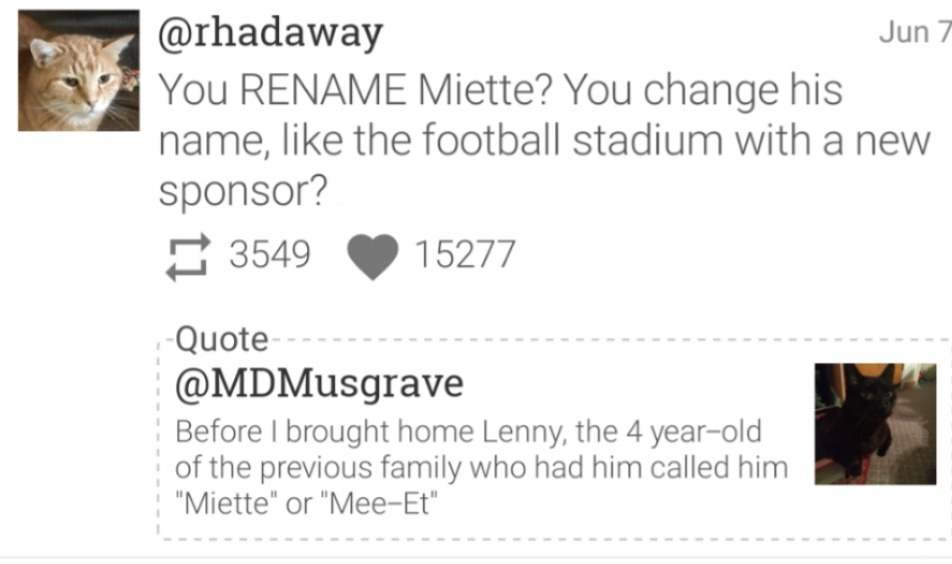 @rhadaway
Jun 7
You RENAME Miette? You change his
name, like the football stadium with a new
sponsor?
3549 15277
Quote
@MDMusgrave
Before I brought home Lenny, the 4 year-old
of the previous family who had him called him
"Miette" or "Mee-Et"